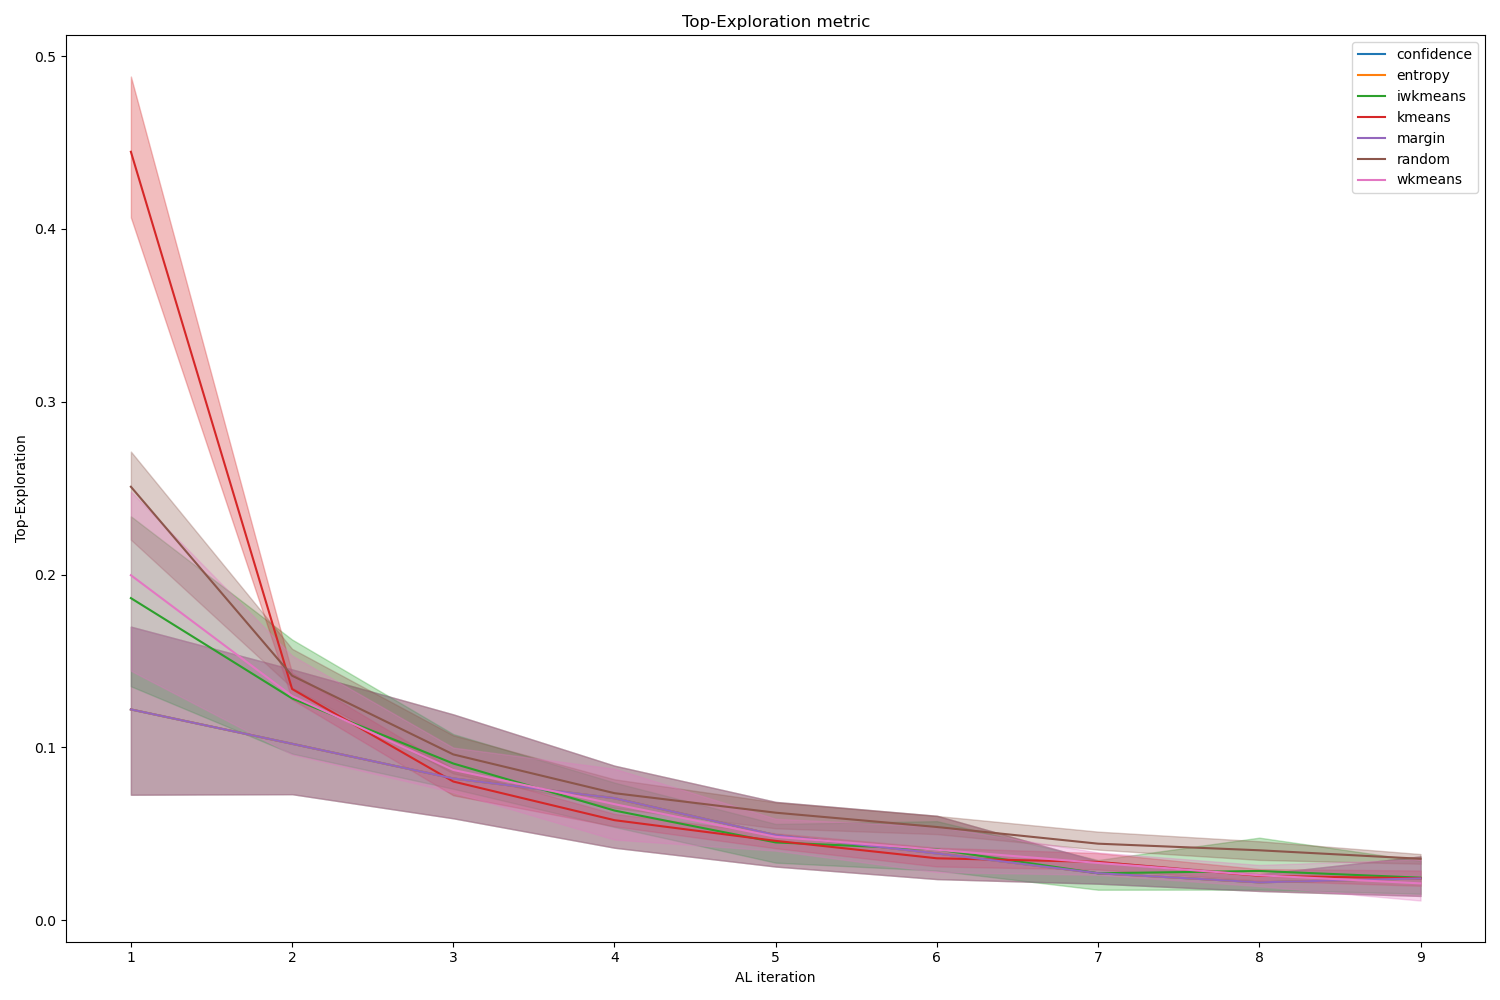 Top-Exploration metric
0.5
0.4
0.3
0.2
0.1
0.0
Top-Exploration
confidence
entropy
iwkmeans
kmeans
margin
random
wkmeans
1 2 3 4 5 6 7 8 9
AL iteration